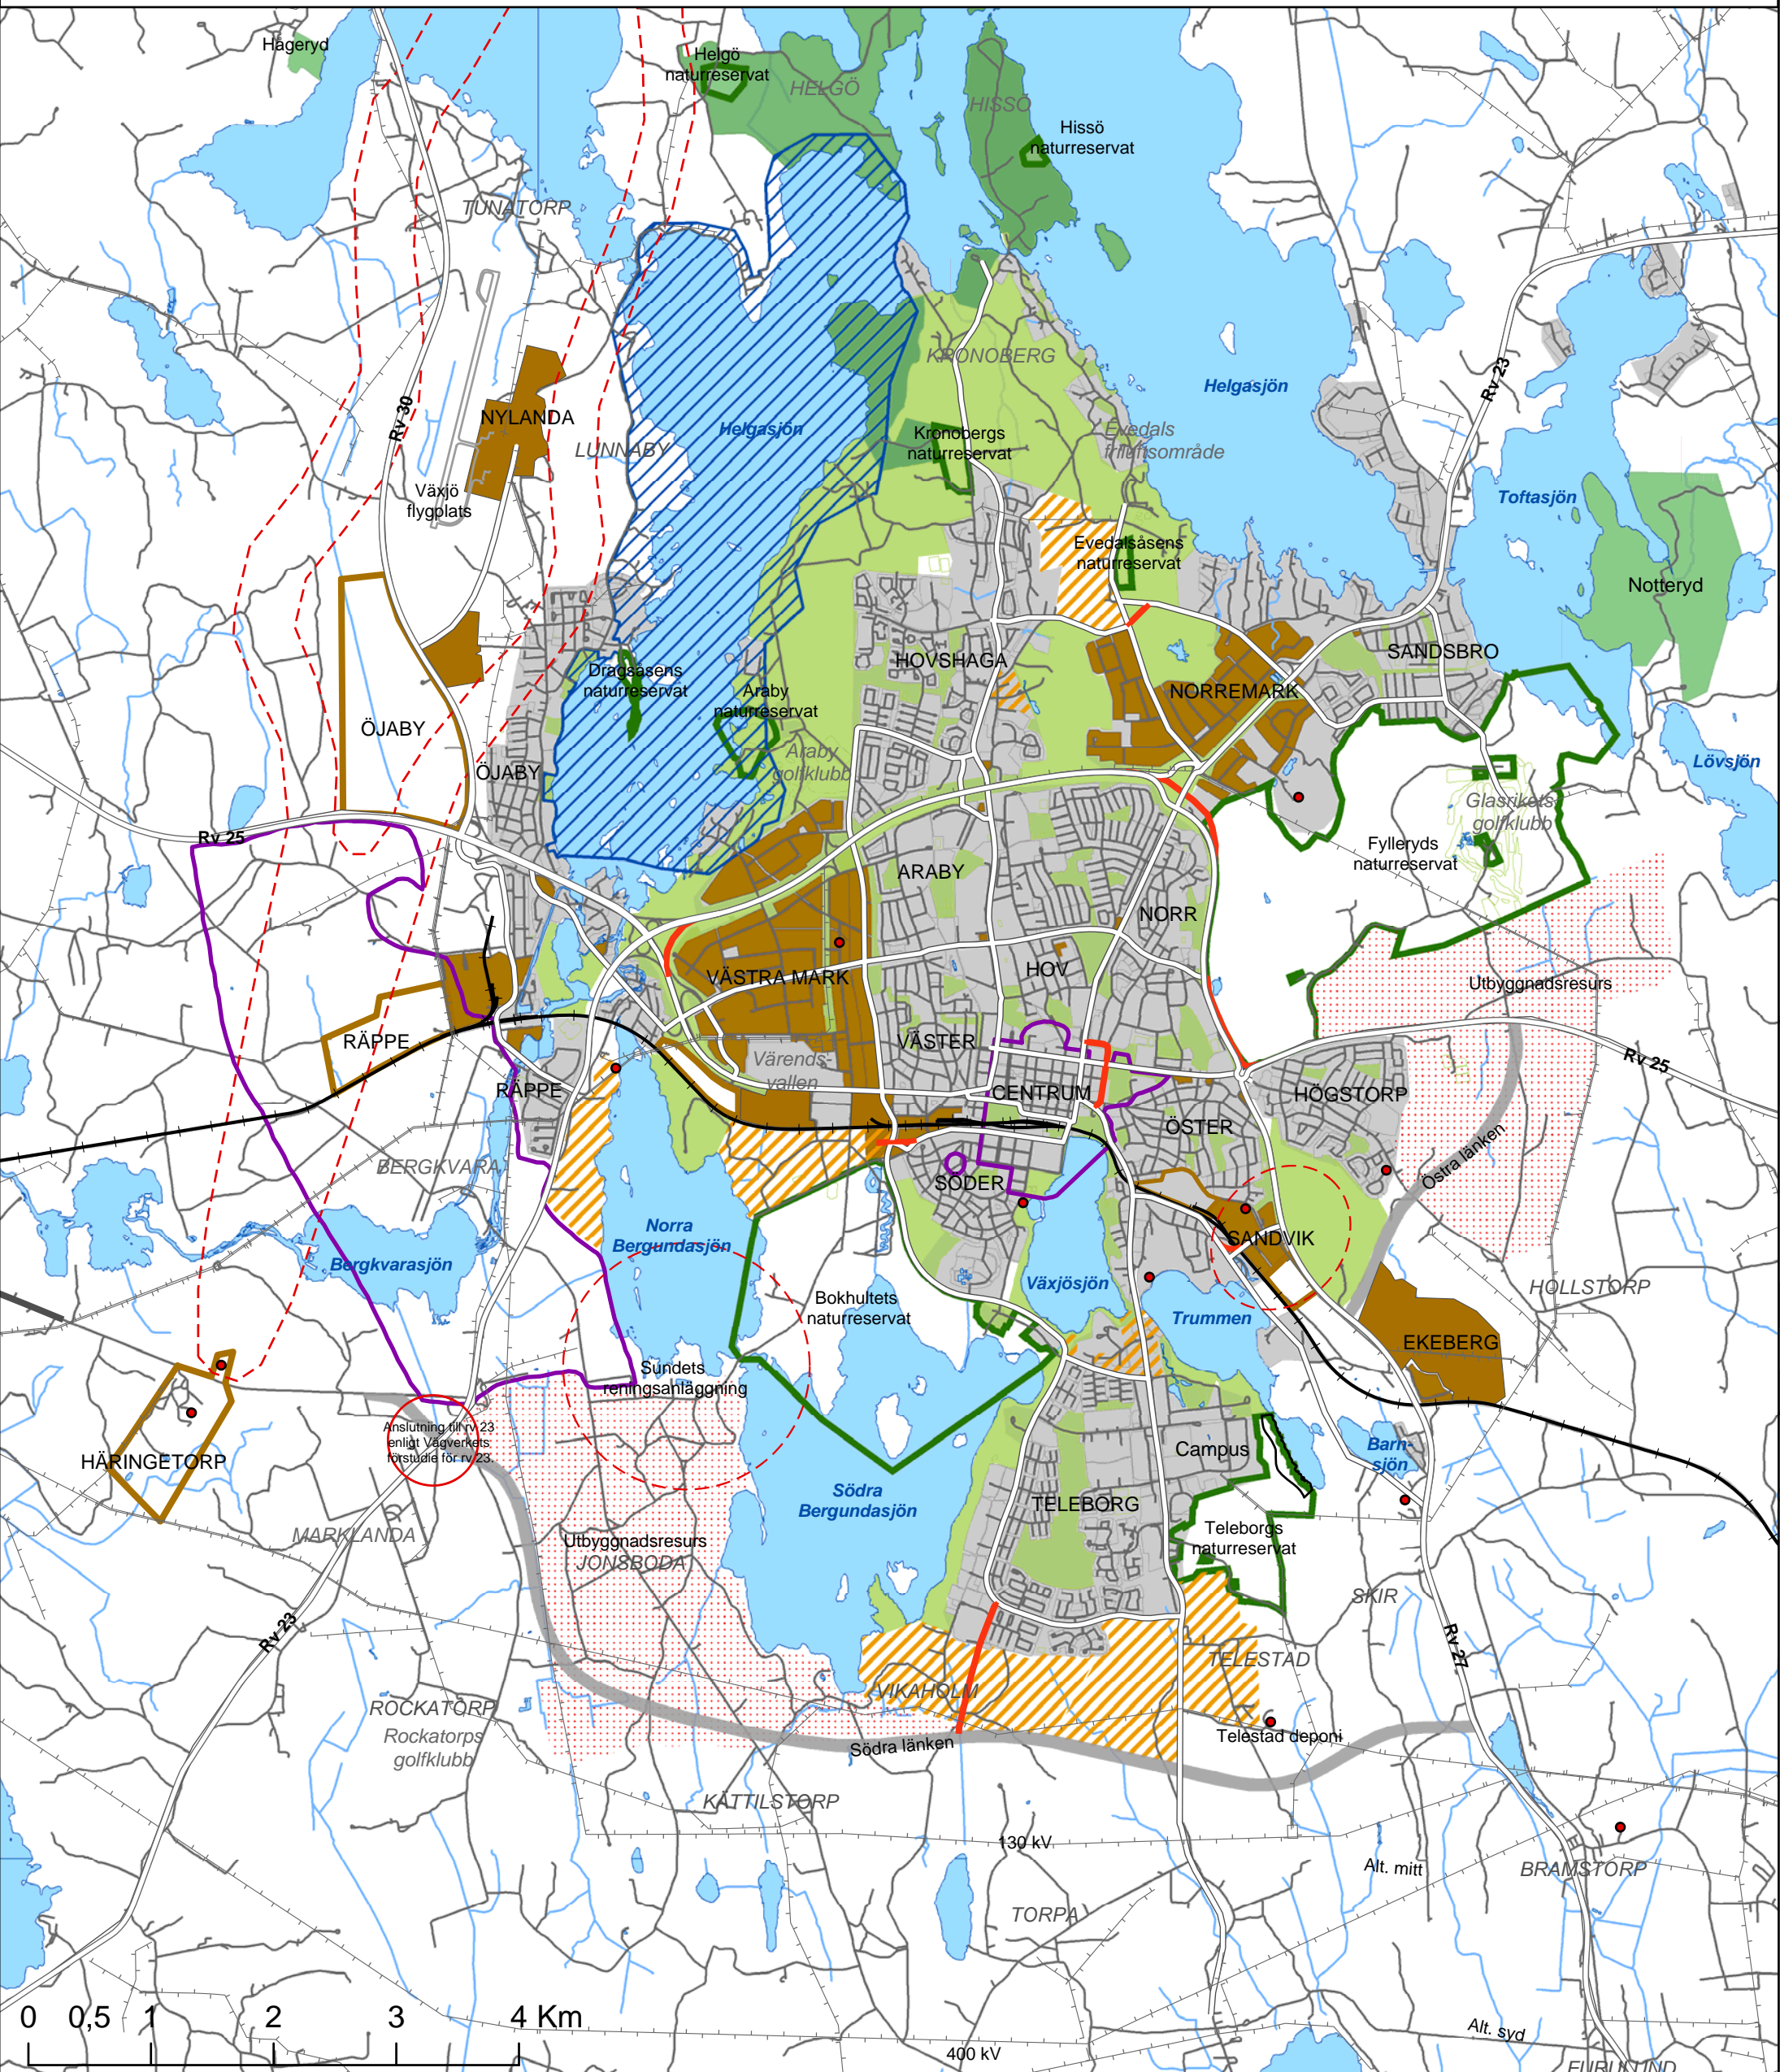 Hågeryd
Helgö
naturreservat
HELGÖ
HISSÖ
Hissö
naturreservat
TUNATORP
KRONOBERG
Helgasjön
Rv 23
Rv 30
NYLANDA
Helgasjön
LUNNABY
Kronobergs
naturreservat
Evedals
friluftsområde
Växjö
flygplats
Toftasjön
Evedalsåsens
naturreservat
Notteryd
HOVSHAGA
SANDSBRO
Dragsåsens
naturreservat
Araby
naturreservat
NORREMARK
ÖJABY
Araby
golfklubb
ÖJABY
Lövsjön
Glasrikets
golfklubb
Rv 25
Fylleryds
naturreservat
ARABY
NORR
VÄSTRA MARK
HOV
Utbyggnadsresurs
RÄPPE
VÄSTER
Värends-
vallen
Rv 25
RÄPPE
CENTRUM
HÖGSTORP
ÖSTER
BERGKVARA
Östra länken
SÖDER
Norra
Bergundasjön
SANDVIK
Bergkvarasjön
Växjösjön
HOLLSTORP
Bokhultets
naturreservat
Trummen
EKEBERG
Sundets
reningsanläggning
Anslutning till rv 23
enligt Vägverkets
förstudie för rv 23.
HÄRINGETORP
Campus
Barn-
sjön
Södra
Bergundasjön
TELEBORG
MARKLANDA
Utbyggnadsresurs
JONSBODA
Teleborgs
naturreservat
SKIR
Rv 23
Rv 27
TELESTAD
VIKAHOLM
ROCKATORP
Rockatorps
golfklubb
Telestad deponi
Södra länken
KÄTTILSTORP
130 kV
Alt. mitt
BRAMSTORP
TORPA
0 0,5 1 2 3 4 Km
Alt. syd
400 kV
FURULUND